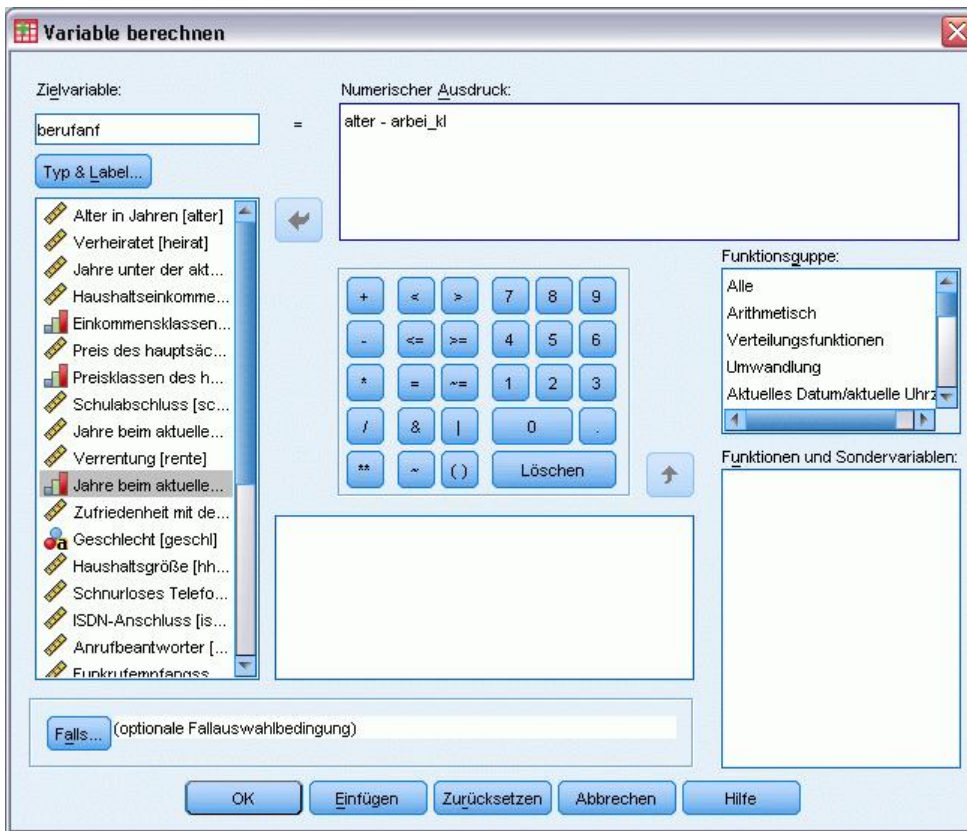 Variable berechnen
Zielvariable:
berufanf
=
Numerischer Ausdruck:
alter - arbei_kl
Typ & Label...
Alter in Jahren [alter]
Verheiratet [heirat]
Jahre unter der akt...
Haushaltseinkomme...
Einkommensklassen...
Preis des hauptsäc...
Preisklassen des h...
Schulabschluss [sc...
Jahre beim aktuelle...
Verrentung [rente]
Jahre beim aktuelle...
Zufriedenheit mit de...
Geschlecht [geschl]
Haushaltsgröße [hh...
Schnurloses Telefo...
ISDN-Anschluss [is...
Anrufbeantworter [...
Funkrufempfangss
+ < > 7 8 9
- <= >= 4 5 6
* = ~= 1 2 3
/ & | 0 .
** ~ ( ) Löschen
Funktionsgruppe:
Alle
Arithmetisch
Verteilungsfunktionen
Umwandlung
Aktuelles Datum/aktuelle Uhrz
Funktionen und Sondervariablen:
Falls... (optionale Fallauswahlbedingung)
OK Einfügen Zurücksetzen Abbrechen Hilfe